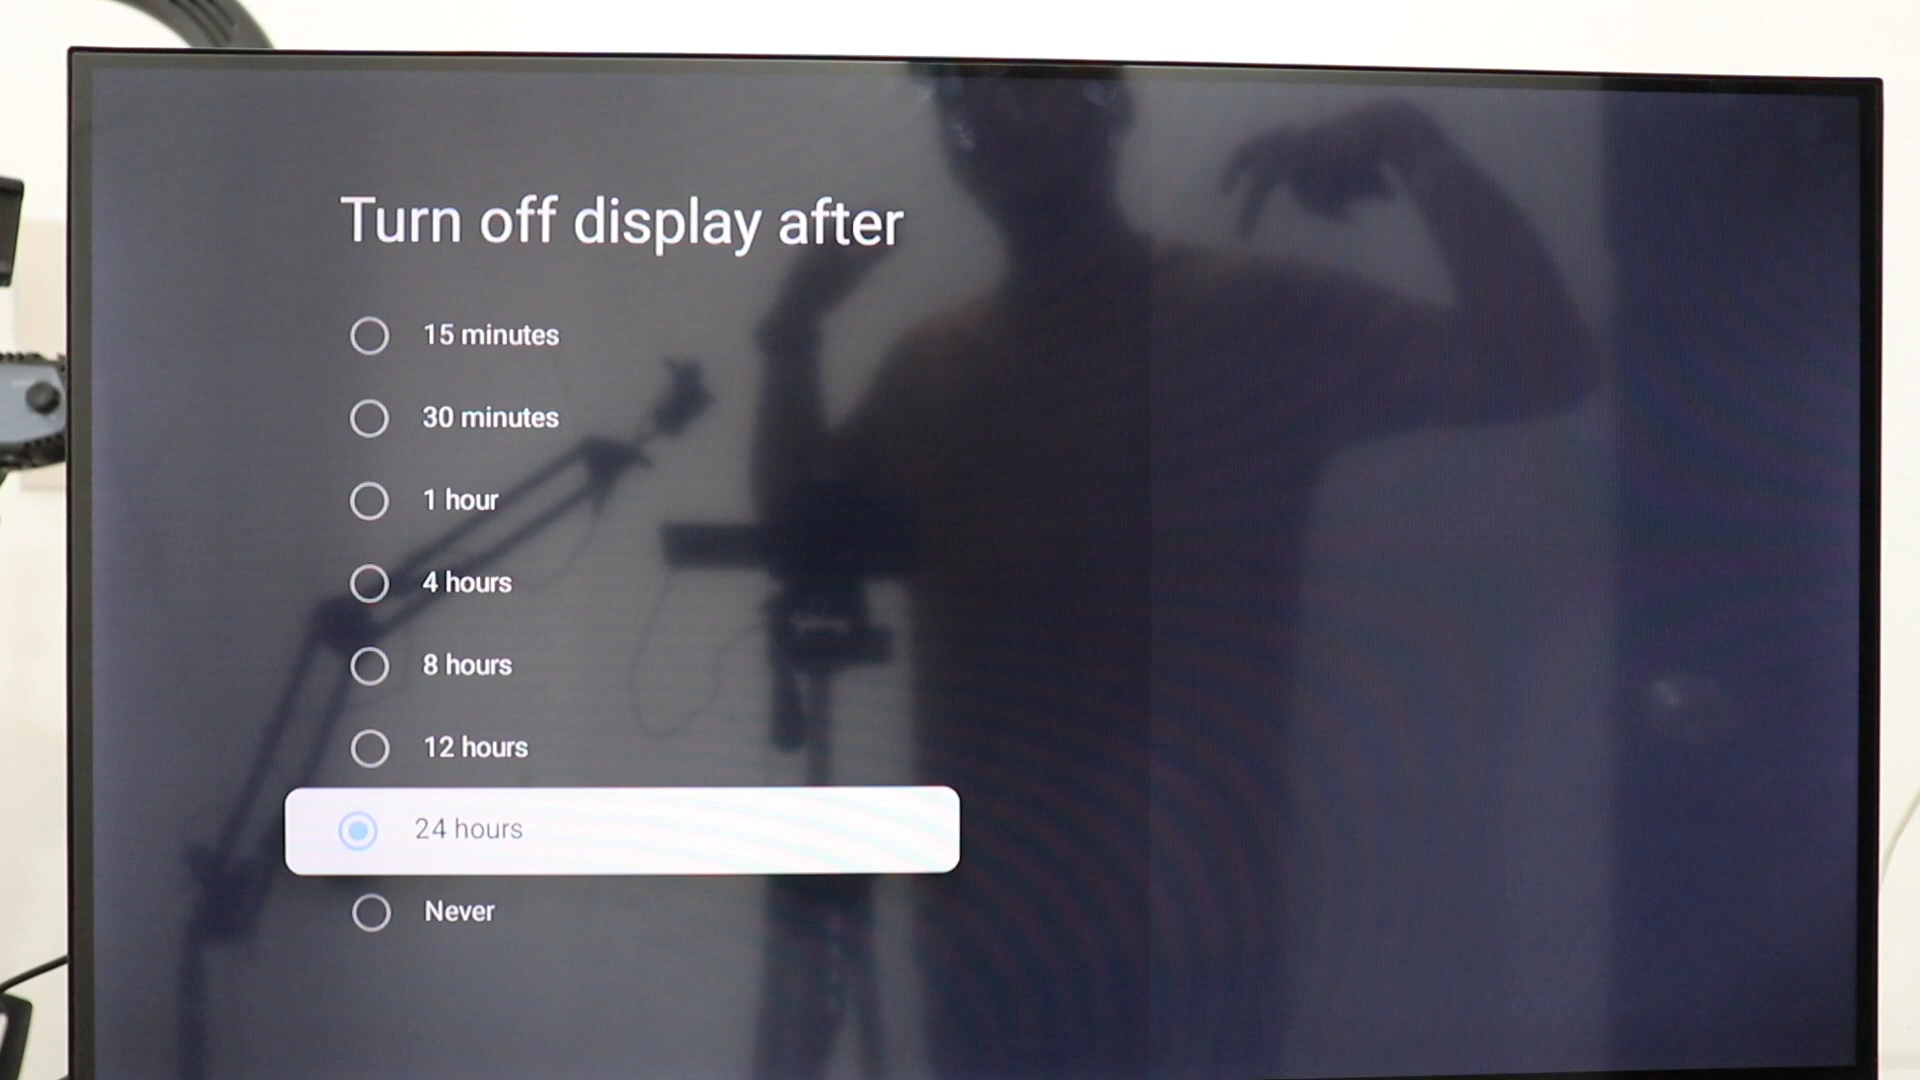 Turn off display after
15 minutes
30 minutes
1 hour
4 hours
8 hours
12 hours
24 hours
Never